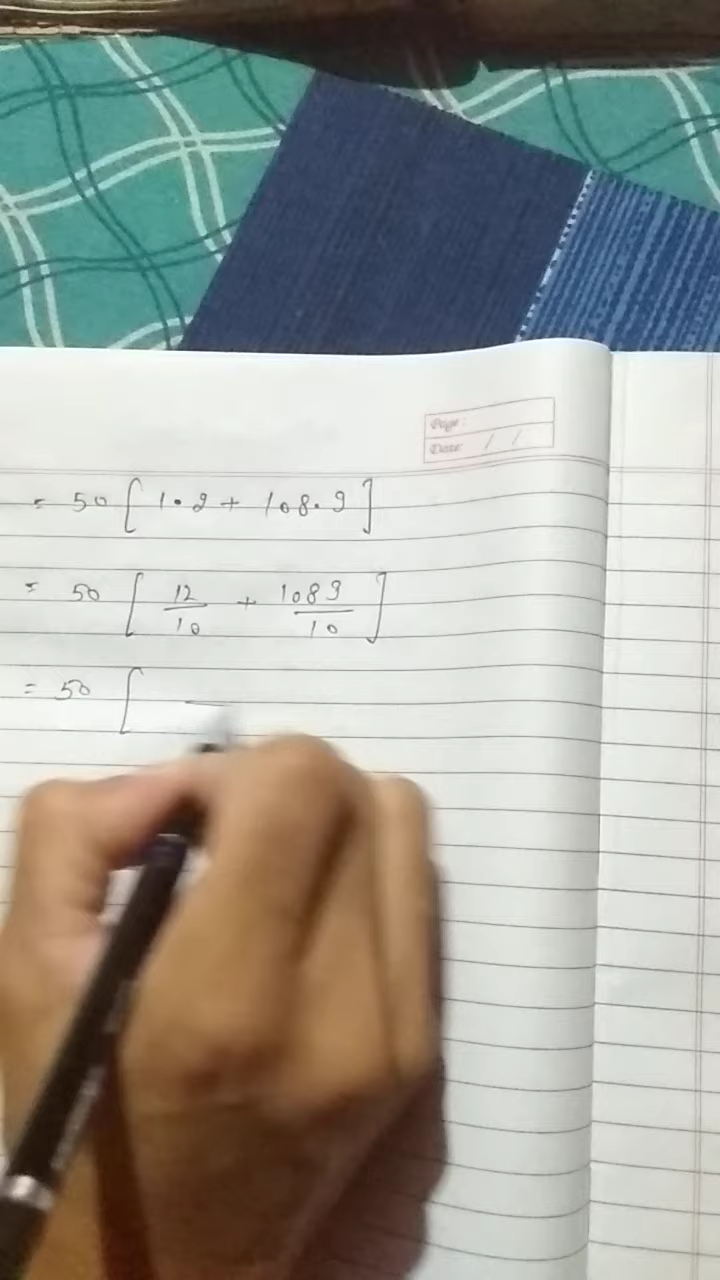 Page :
Date: / /
= 50 [ 1.2 + 108.9 ]
= 50 [ 12/10 + 1089/10 ]
= 50 [